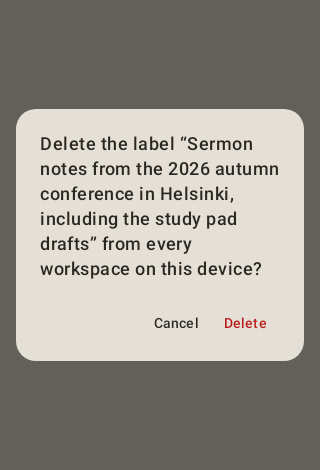 Delete the label “Sermon
notes from the 2026 autumn
conference in Helsinki,
including the study pad
drafts” from every
workspace on this device?
Cancel Delete